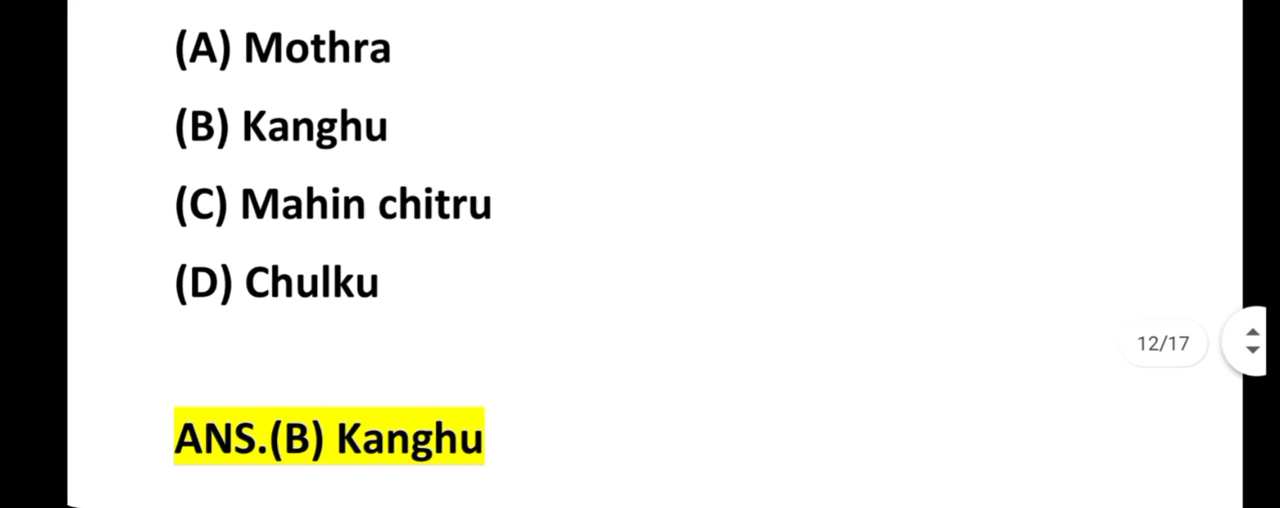 (A) Mothra
(B) Kanghu
(C) Mahin chitru
(D) Chulku
12/17
ANS.(B) Kanghu